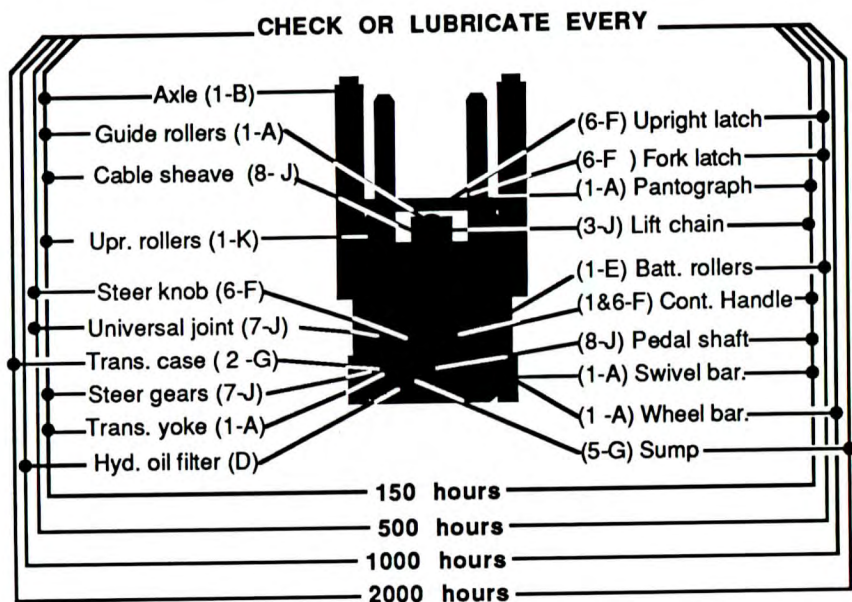 CHECK OR LUBRICATE EVERY
Axle (1-B)
Guide rollers (1-A)
Cable sheave (8- J)
Upr. rollers (1-K)
Steer knob (6-F)
Universal joint (7-J)
Trans. case ( 2 -G)
Steer gears (7-J)
Trans. yoke (1-A)
Hyd. oil filter (D)
(6-F) Upright latch
(6-F ) Fork latch
(1-A) Pantograph
(3-J) Lift chain
(1-E) Batt. rollers
(1&6-F) Cont. Handle
(8-J) Pedal shaft
(1-A) Swivel bar.
(1 -A) Wheel bar.
(5-G) Sump
150 hours
500 hours
1000 hours
2000 hours